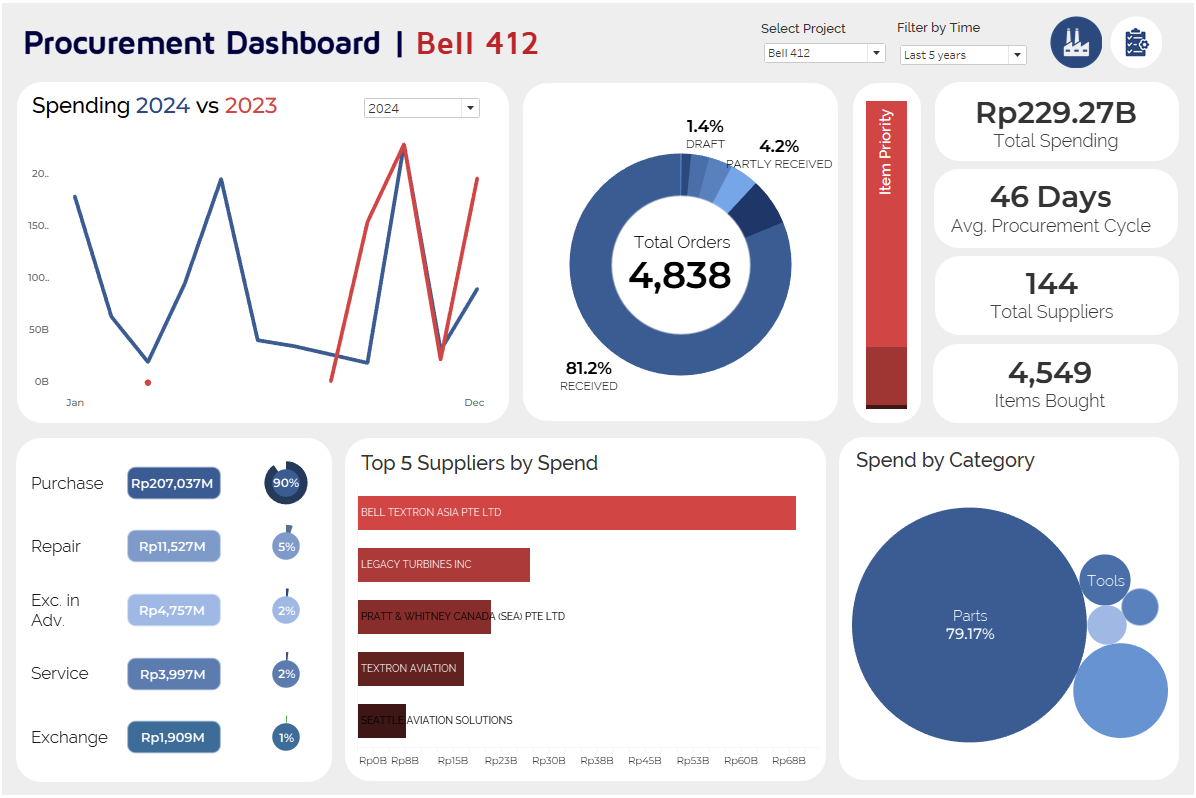 Procurement Dashboard | Bell 412
Select Project
Bell 412
Filter by Time
Last 5 years
Spending 2024 vs 2023
2024
20..
150..
100..
50B
0B
Jan
Dec
1.4%
DRAFT
4.2%
PARTLY RECEIVED
Total Orders
4,838
81.2%
RECEIVED
Item Priority
Rp229.27B
Total Spending
46 Days
Avg. Procurement Cycle
144
Total Suppliers
4,549
Items Bought
Purchase
Rp207,037M
90%
Repair
Rp11,527M
5%
Exc. in
Adv.
Rp4,757M
2%
Service
Rp3,997M
2%
Exchange
Rp1,909M
1%
Top 5 Suppliers by Spend
BELL TEXTRON ASIA PTE LTD
LEGACY TURBINES INC
PRATT & WHITNEY CANADA (SEA) PTE LTD
TEXTRON AVIATION
SEATTLE AVIATION SOLUTIONS
Rp0B Rp8B Rp15B Rp23B Rp30B Rp38B Rp45B Rp53B Rp60B Rp68B
Spend by Category
Parts
79.17%
Tools